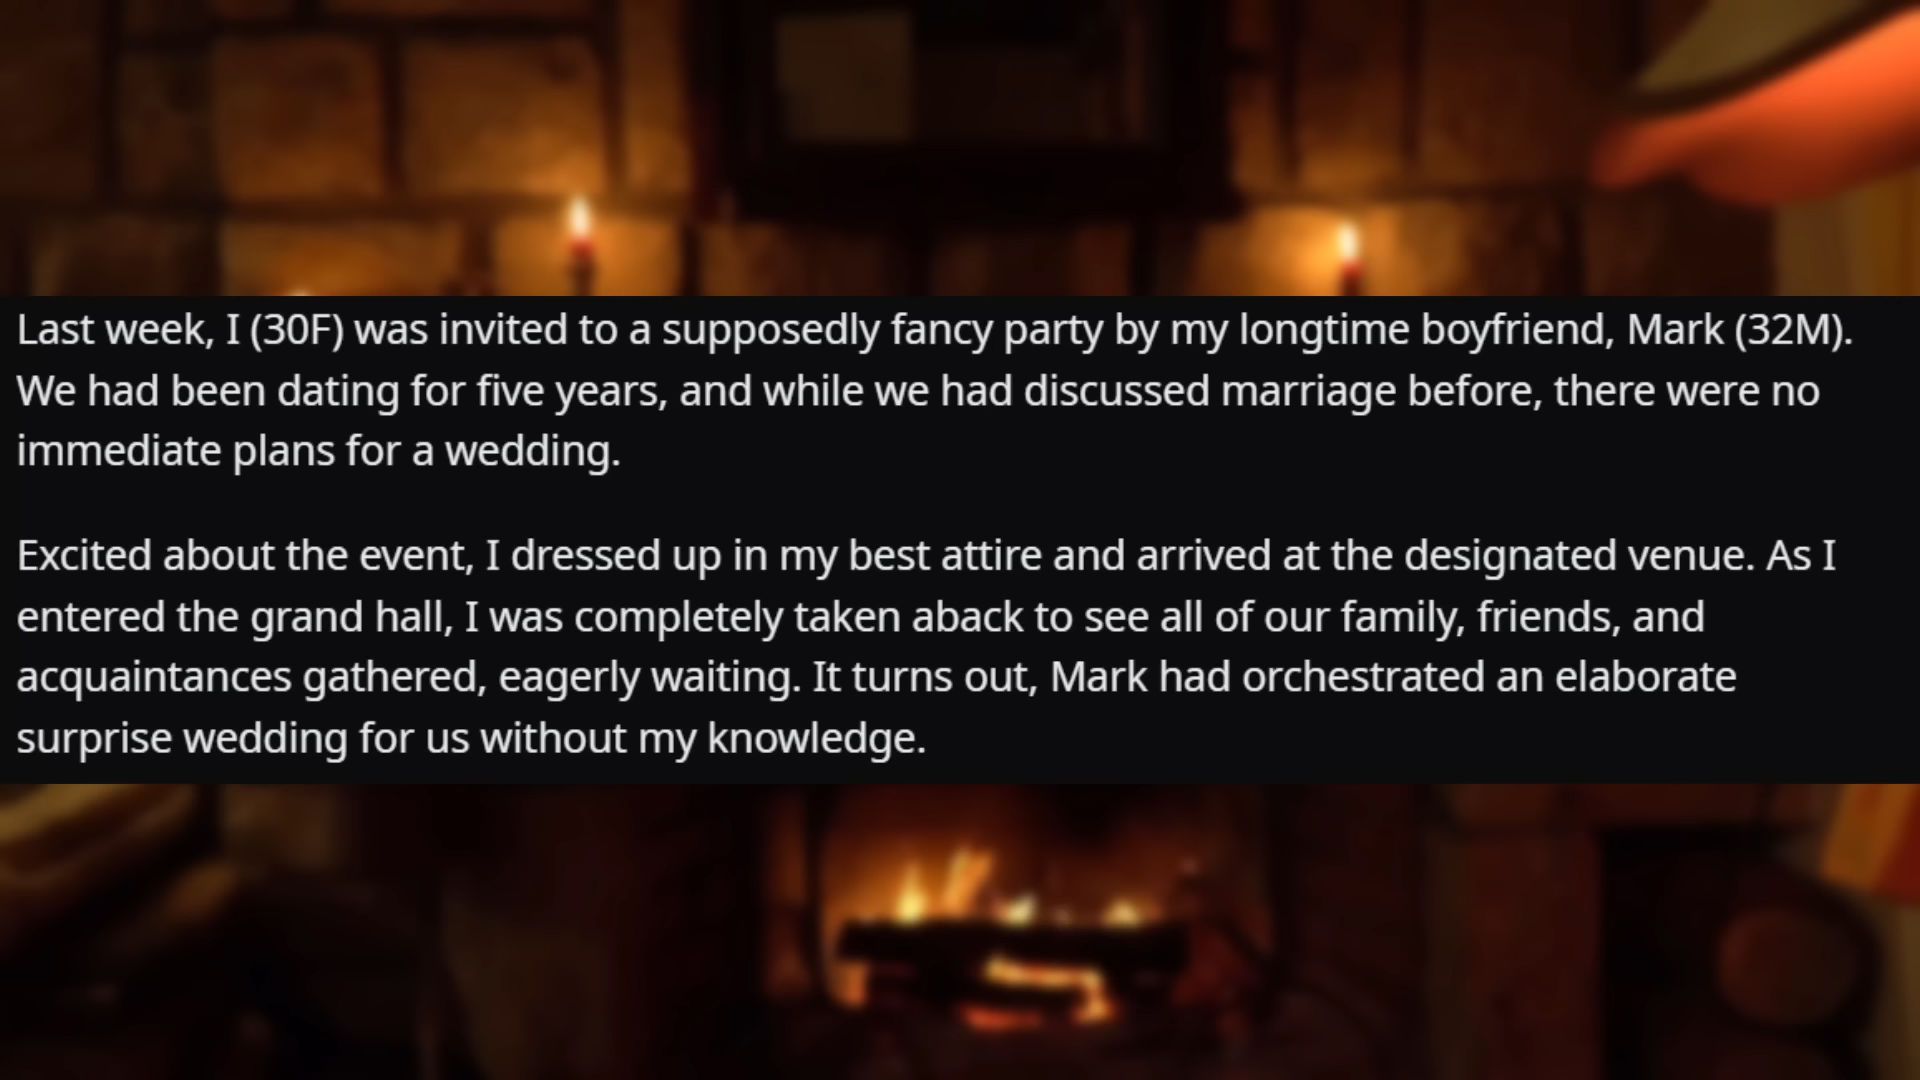 Last week, I (30F) was invited to a supposedly fancy party by my longtime boyfriend, Mark (32M).
We had been dating for five years, and while we had discussed marriage before, there were no
immediate plans for a wedding.
Excited about the event, I dressed up in my best attire and arrived at the designated venue. As I
entered the grand hall, I was completely taken aback to see all of our family, friends, and
acquaintances gathered, eagerly waiting. It turns out, Mark had orchestrated an elaborate
surprise wedding for us without my knowledge.